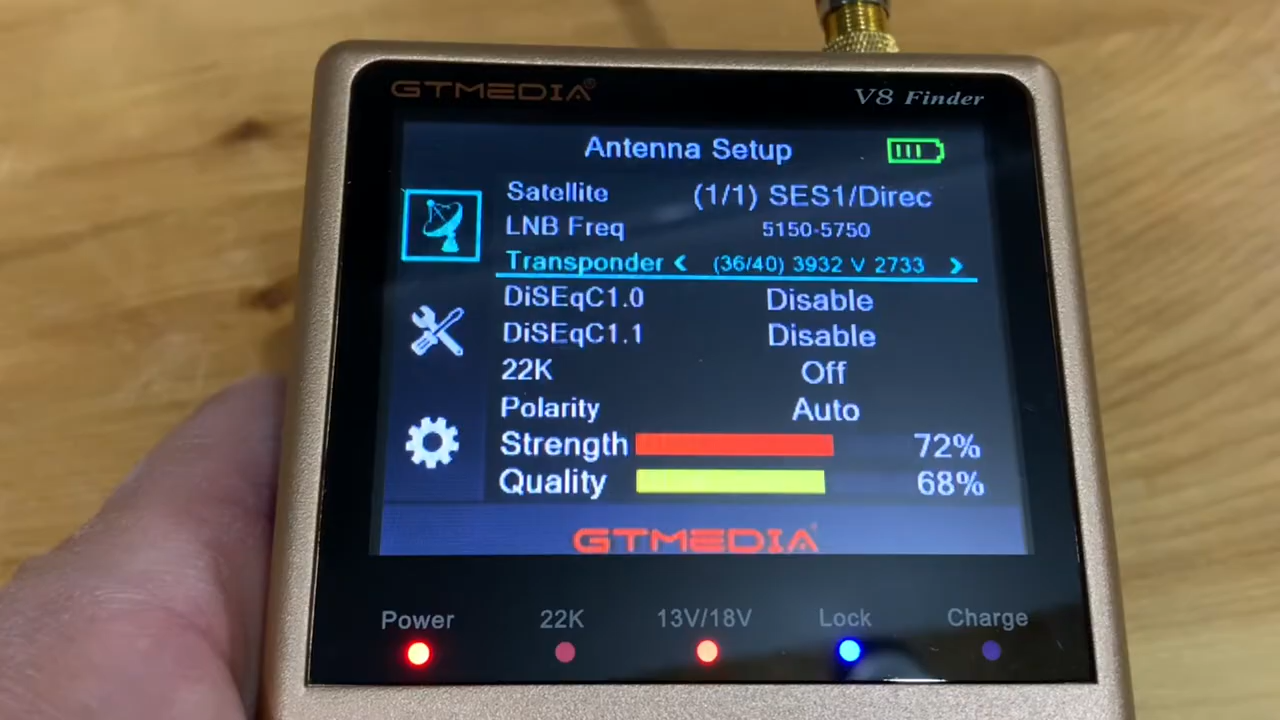 GTMEDIA®
V8 Finder
Antenna Setup
Satellite (1/1) SES1/Direc
LNB Freq 5150-5750
Transponder < (36/40) 3932 V 2733 >
DiSEqC1.0 Disable
DiSEqC1.1 Disable
22K Off
Polarity Auto
Strength 72%
Quality 68%
GTMEDIA
Power 22K 13V/18V Lock Charge